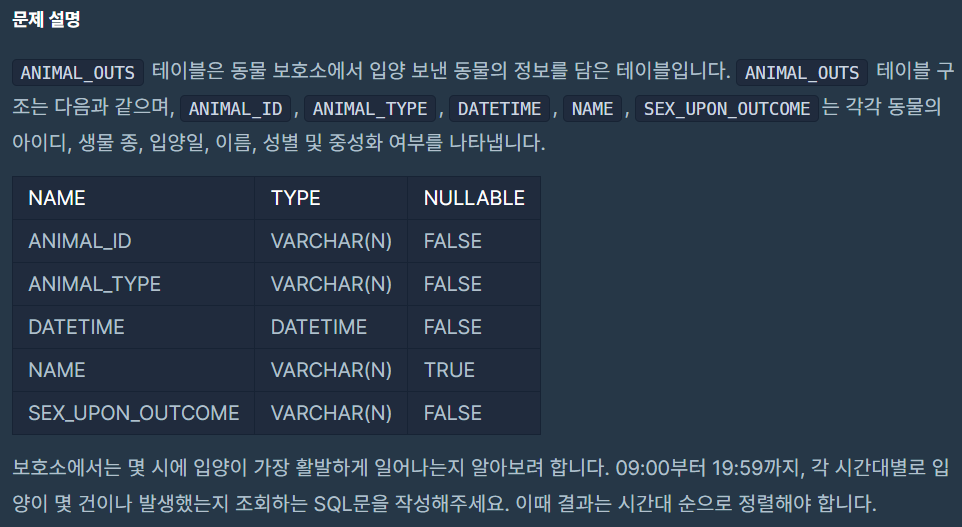 문제 설명
ANIMAL_OUTS 테이블은 동물 보호소에서 입양 보낸 동물의 정보를 담은 테이블입니다. ANIMAL_OUTS 테이블 구
조는 다음과 같으며, ANIMAL_ID, ANIMAL_TYPE, DATETIME, NAME, SEX_UPON_OUTCOME는 각각 동물의
아이디, 생물 종, 입양일, 이름, 성별 및 중성화 여부를 나타냅니다.
NAME TYPE NULLABLE
ANIMAL_ID VARCHAR(N) FALSE
ANIMAL_TYPE VARCHAR(N) FALSE
DATETIME DATETIME FALSE
NAME VARCHAR(N) TRUE
SEX_UPON_OUTCOME VARCHAR(N) FALSE
보호소에서는 몇 시에 입양이 가장 활발하게 일어나는지 알아보려 합니다. 09:00부터 19:59까지, 각 시간대별로 입
양이 몇 건이나 발생했는지 조회하는 SQL문을 작성해주세요. 이때 결과는 시간대 순으로 정렬해야 합니다.